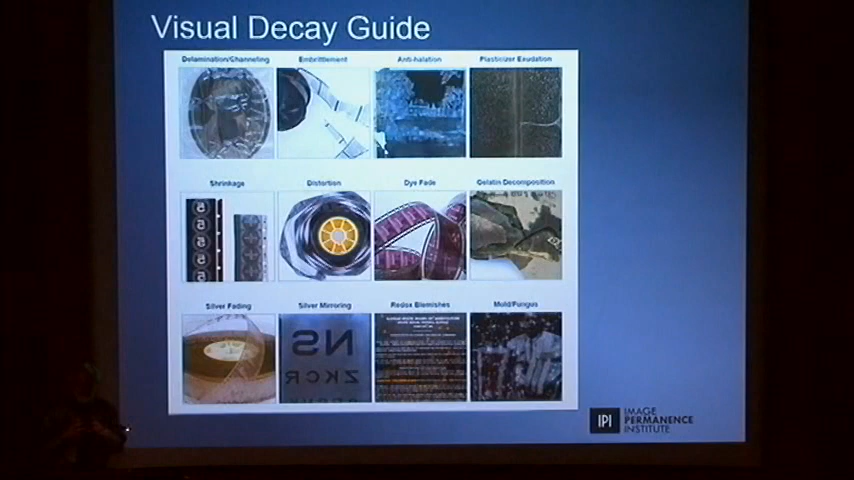 Visual Decay Guide
Delamination/Channeling
Embrittlement
Anti-halation
Plasticizer Exudation
Shrinkage
Distortion
Dye Fade
Gelatin Decomposition
Silver Fading
Silver Mirroring
Redox Blemishes
Mold/Fungus
IPI
IMAGE
PERMANENCE
INSTITUTE